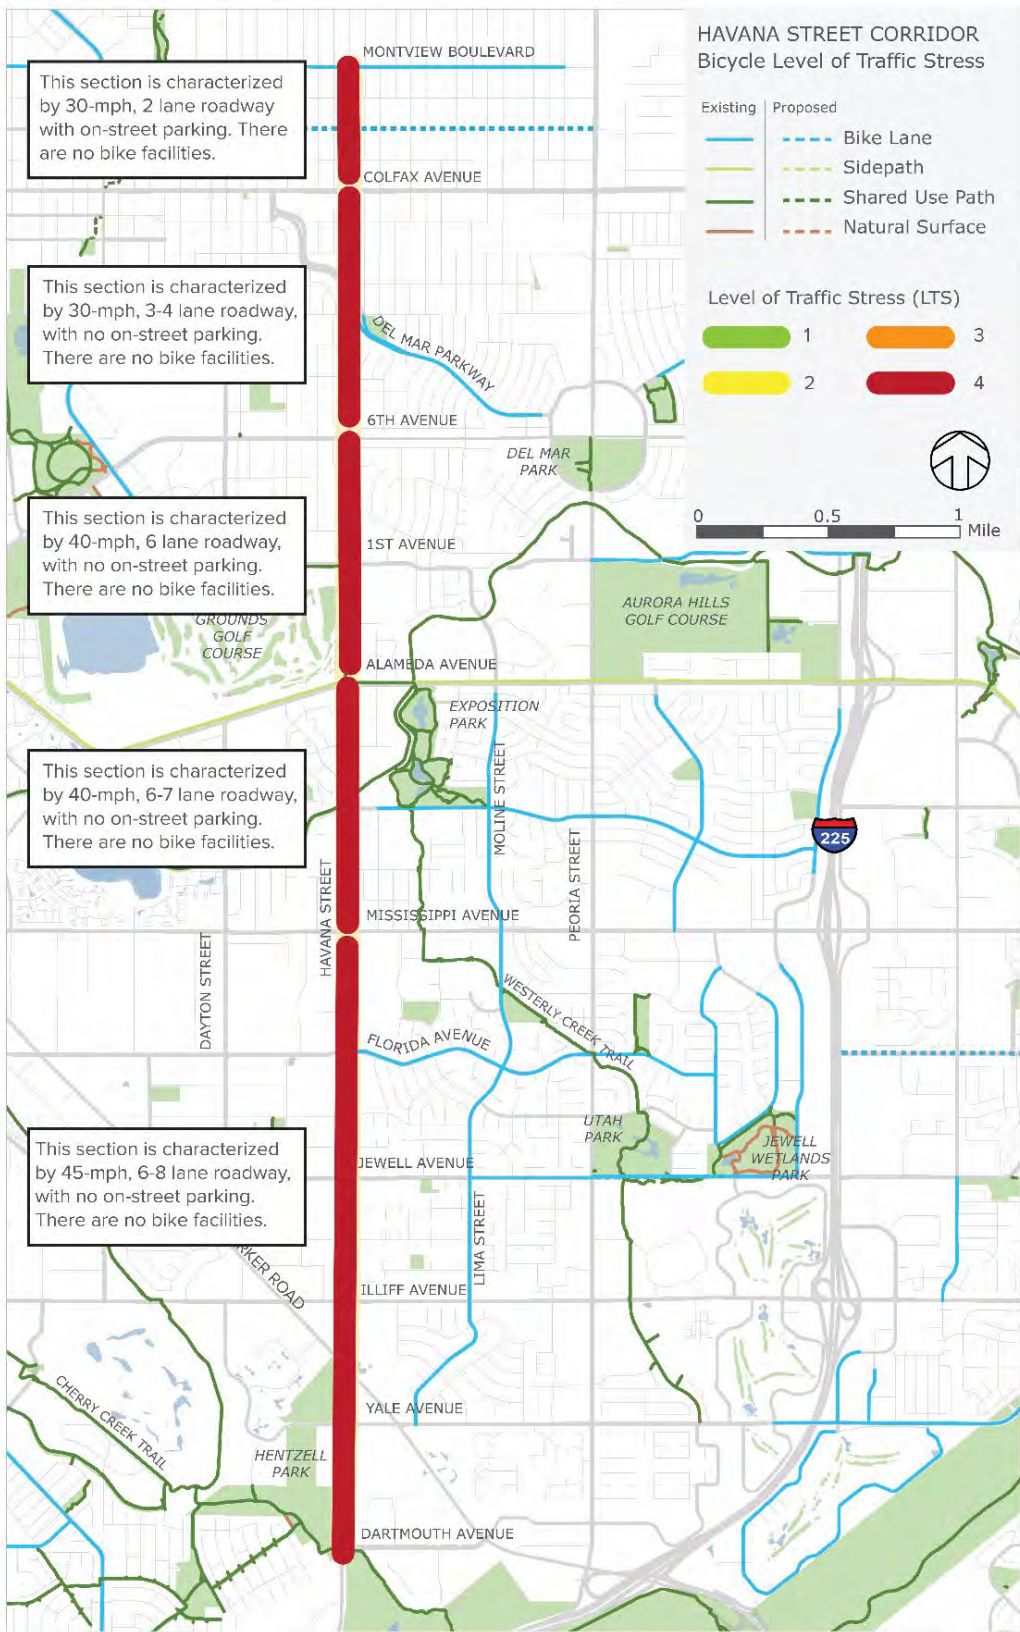 HAVANA STREET CORRIDOR
Bicycle Level of Traffic Stress
Existing
Proposed
Bike Lane
Sidepath
Shared Use Path
Natural Surface
Level of Traffic Stress (LTS)
1
3
2
4
0
0.5
1
Mile
MONTVIEW BOULEVARD
This section is characterized
by 30-mph, 2 lane roadway
with on-street parking. There
are no bike facilities.
COLFAX AVENUE
This section is characterized
by 30-mph, 3-4 lane roadway,
with no on-street parking.
There are no bike facilities.
DEL MAR PARKWAY
6TH AVENUE
DEL MAR
PARK
This section is characterized
by 40-mph, 6 lane roadway,
with no on-street parking.
There are no bike facilities.
1ST AVENUE
GROUNDS
GOLF
COURSE
AURORA HILLS
GOLF COURSE
ALAMEDA AVENUE
EXPOSITION
PARK
This section is characterized
by 40-mph, 6-7 lane roadway,
with no on-street parking.
There are no bike facilities.
MOLINE STREET
PEORIA STREET
225
HAVANA STREET
MISSISSIPPI AVENUE
DAYTON STREET
WESTERLY CREEK TRAIL
FLORIDA AVENUE
UTAH
PARK
JEWELL
WETLANDS
PARK
This section is characterized
by 45-mph, 6-8 lane roadway,
with no on-street parking.
There are no bike facilities.
JEWELL AVENUE
LIMA STREET
RKER ROAD
ILLIFF AVENUE
CHERRY CREEK TRAIL
YALE AVENUE
HENTZELL
PARK
DARTMOUTH AVENUE